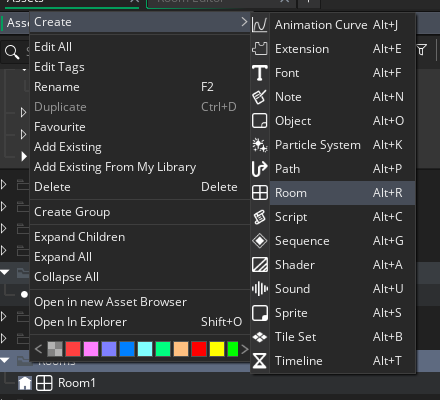 Assets
Room Editor
Create
Edit All
Edit Tags
Rename F2
Duplicate Ctrl+D
Favourite
Add Existing
Add Existing From My Library
Delete Delete
Create Group
Expand Children
Expand All
Collapse All
Open in new Asset Browser
Open In Explorer Shift+O
Animation Curve Alt+J
Extension Alt+E
Font Alt+F
Note Alt+N
Object Alt+O
Particle System Alt+K
Path Alt+P
Room Alt+R
Script Alt+C
Sequence Alt+G
Shader Alt+A
Sound Alt+U
Sprite Alt+S
Tile Set Alt+B
Timeline Alt+T
Rooms
Room1